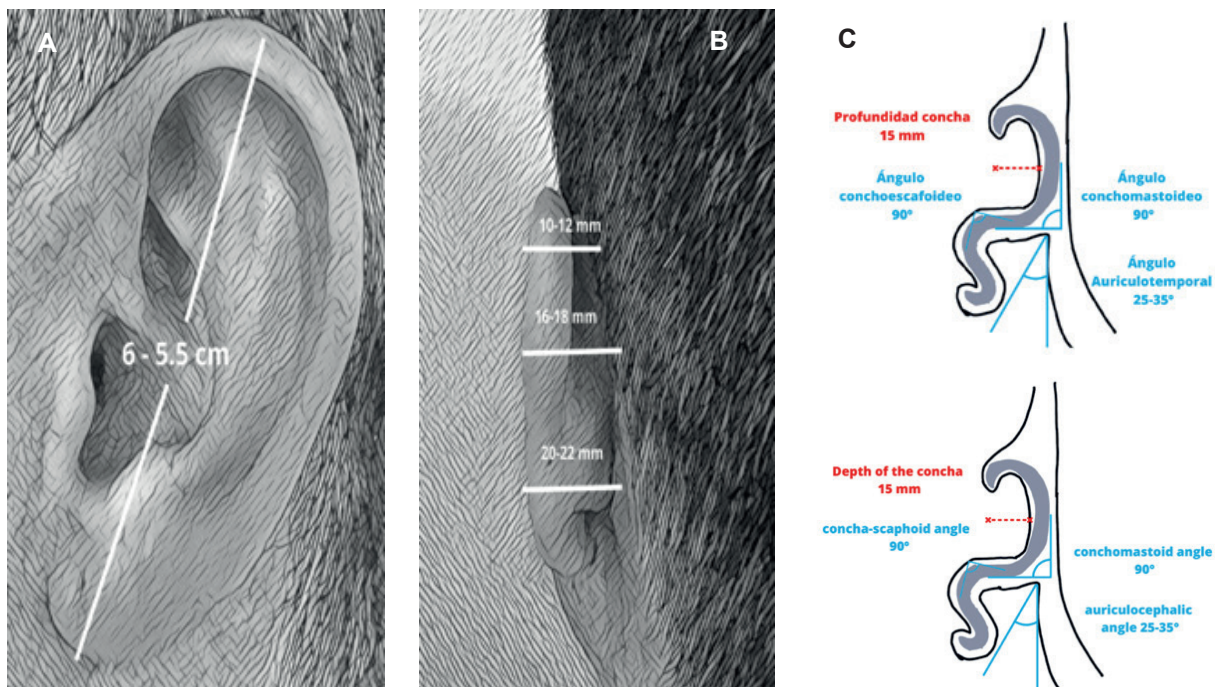 A
6 - 5.5 cm
B
10-12 mm
16-18 mm
20-22 mm
C
Profundidad concha
15 mm
Ángulo
conchoescafoideo
90°
Ángulo
conchomastoideo
90°
Ángulo
Auriculotemporal
25-35°
Depth of the concha
15 mm
concha-scaphoid angle
90°
conchomastoid angle
90°
auriculocephalic
angle 25-35°